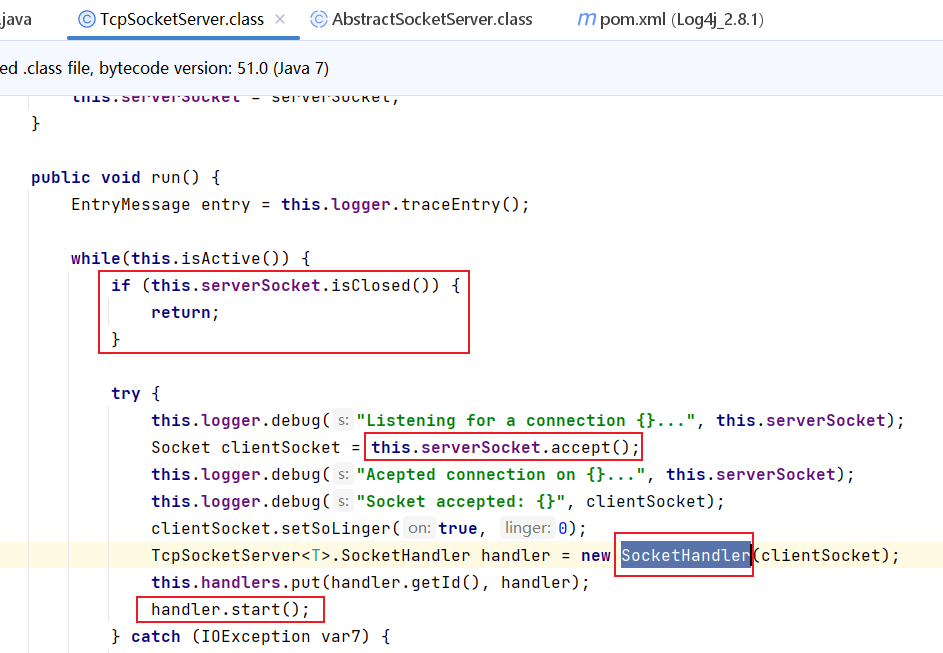 .java TcpSocketServer.class × AbstractSocketServer.class pom.xml (Log4j_2.8.1)
ed .class file, bytecode version: 51.0 (Java 7)
this.serverSocket = serverSocket;
}
public void run() {
EntryMessage entry = this.logger.traceEntry();
while(this.isActive()) {
if (this.serverSocket.isClosed()) {
return;
}
try {
this.logger.debug( s: "Listening for a connection {}...", this.serverSocket);
Socket clientSocket = this.serverSocket.accept();
this.logger.debug( s: "Acepted connection on {}...", this.serverSocket);
this.logger.debug( s: "Socket accepted: {}", clientSocket);
clientSocket.setSoLinger( on: true, linger: 0);
TcpSocketServer<T>.SocketHandler handler = new SocketHandler(clientSocket);
this.handlers.put(handler.getId(), handler);
handler.start();
} catch (IOException var7) {